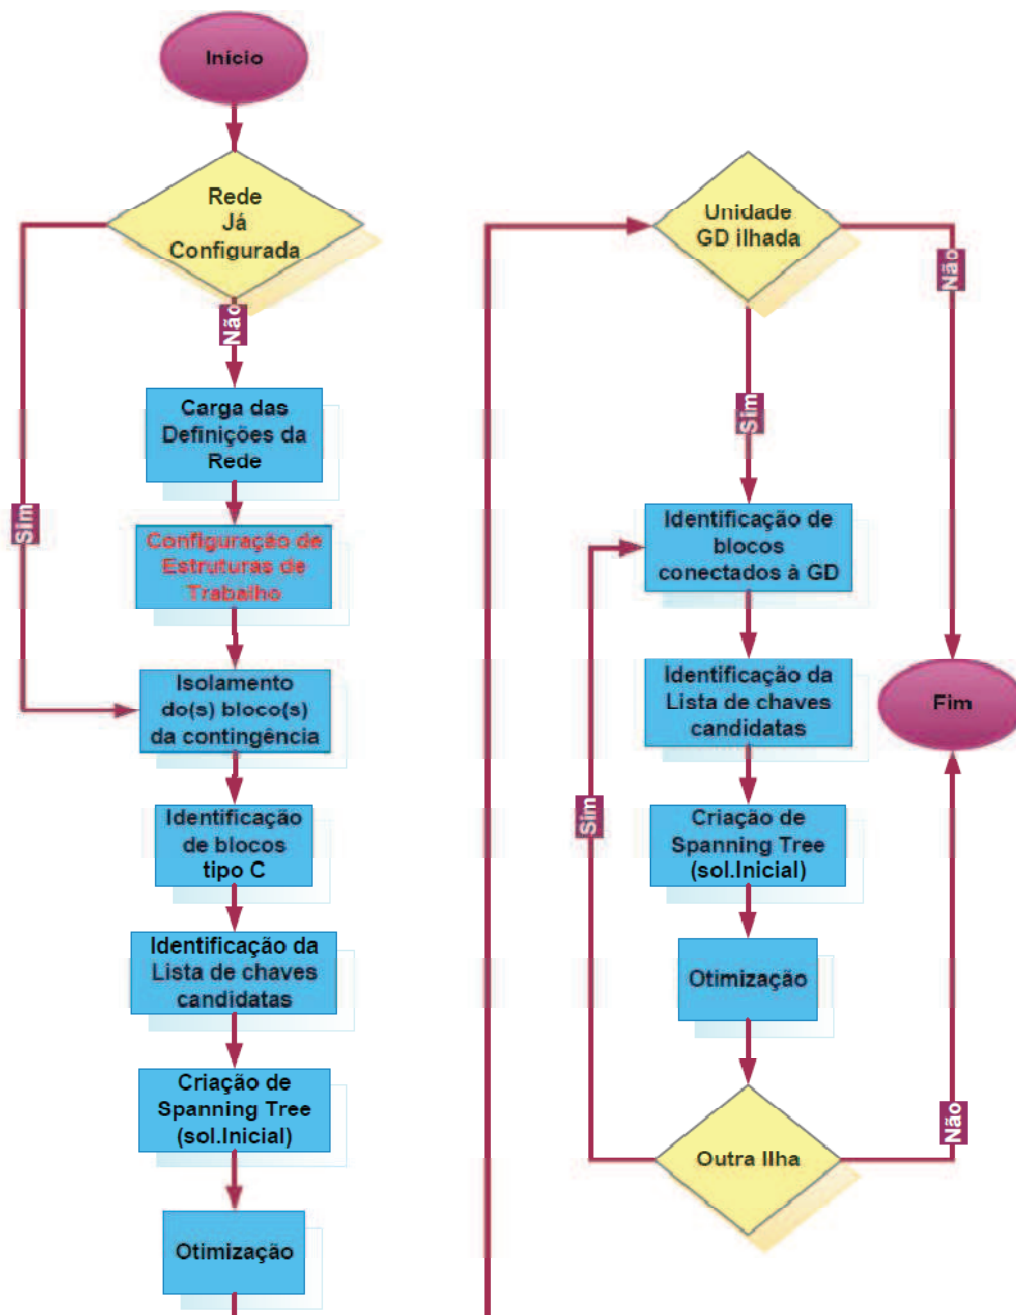 Início
Rede
Já
Configurada
Não
Sim
Carga das
Definições da
Rede
Configuração de
Estruturas de
Trabalho
Isolamento
do(s) bloco(s)
da contingência
Identificação
de blocos
tipo C
Identificação da
Lista de chaves
candidatas
Criação de
Spanning Tree
(sol.Inicial)
Otimização
Unidade
GD ilhada
Não
Sim
Identificação de
blocos
conectados à GD
Identificação da
Lista de chaves
candidatas
Fim
Criação de
Spanning Tree
(sol.Inicial)
Sim
Otimização
Outra Ilha
Não